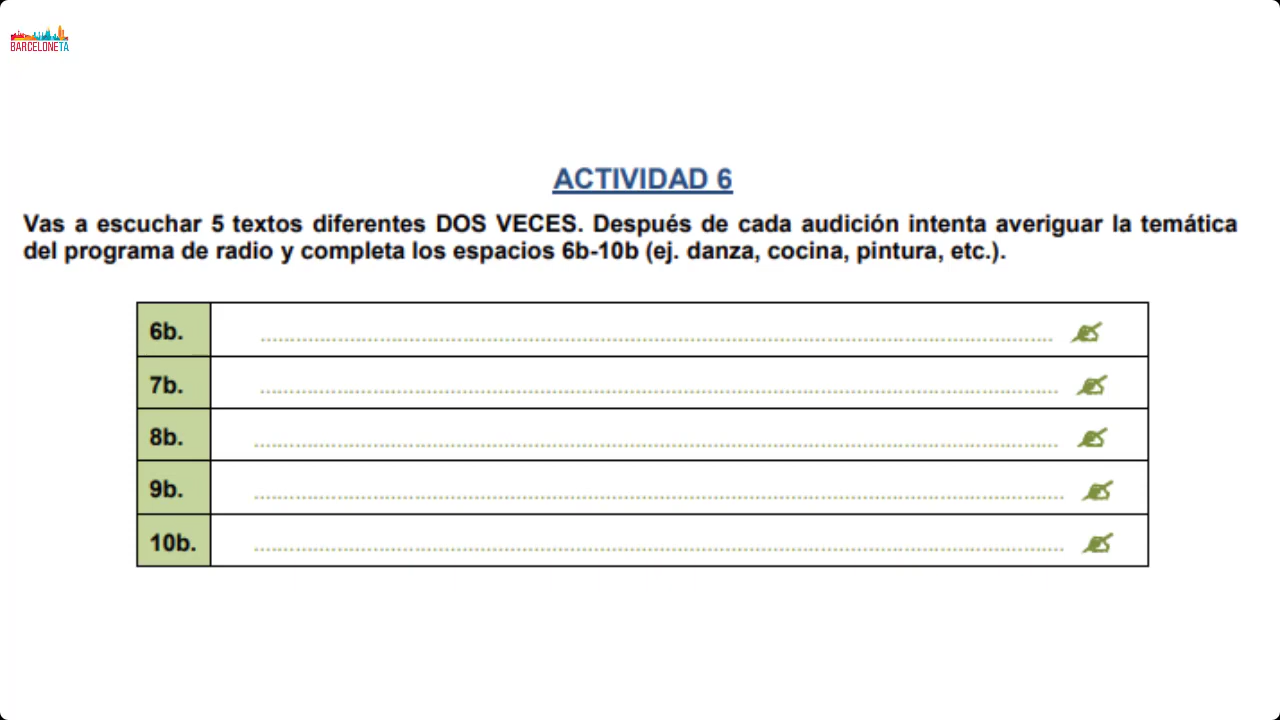 BARCELONETA
ACTIVIDAD 6
Vas a escuchar 5 textos diferentes DOS VECES. Después de cada audición intenta averiguar la temática
del programa de radio y completa los espacios 6b-10b (ej. danza, cocina, pintura, etc.).
6b. ........................................................................................................................
7b. ........................................................................................................................
8b. ........................................................................................................................
9b. ........................................................................................................................
10b. ........................................................................................................................